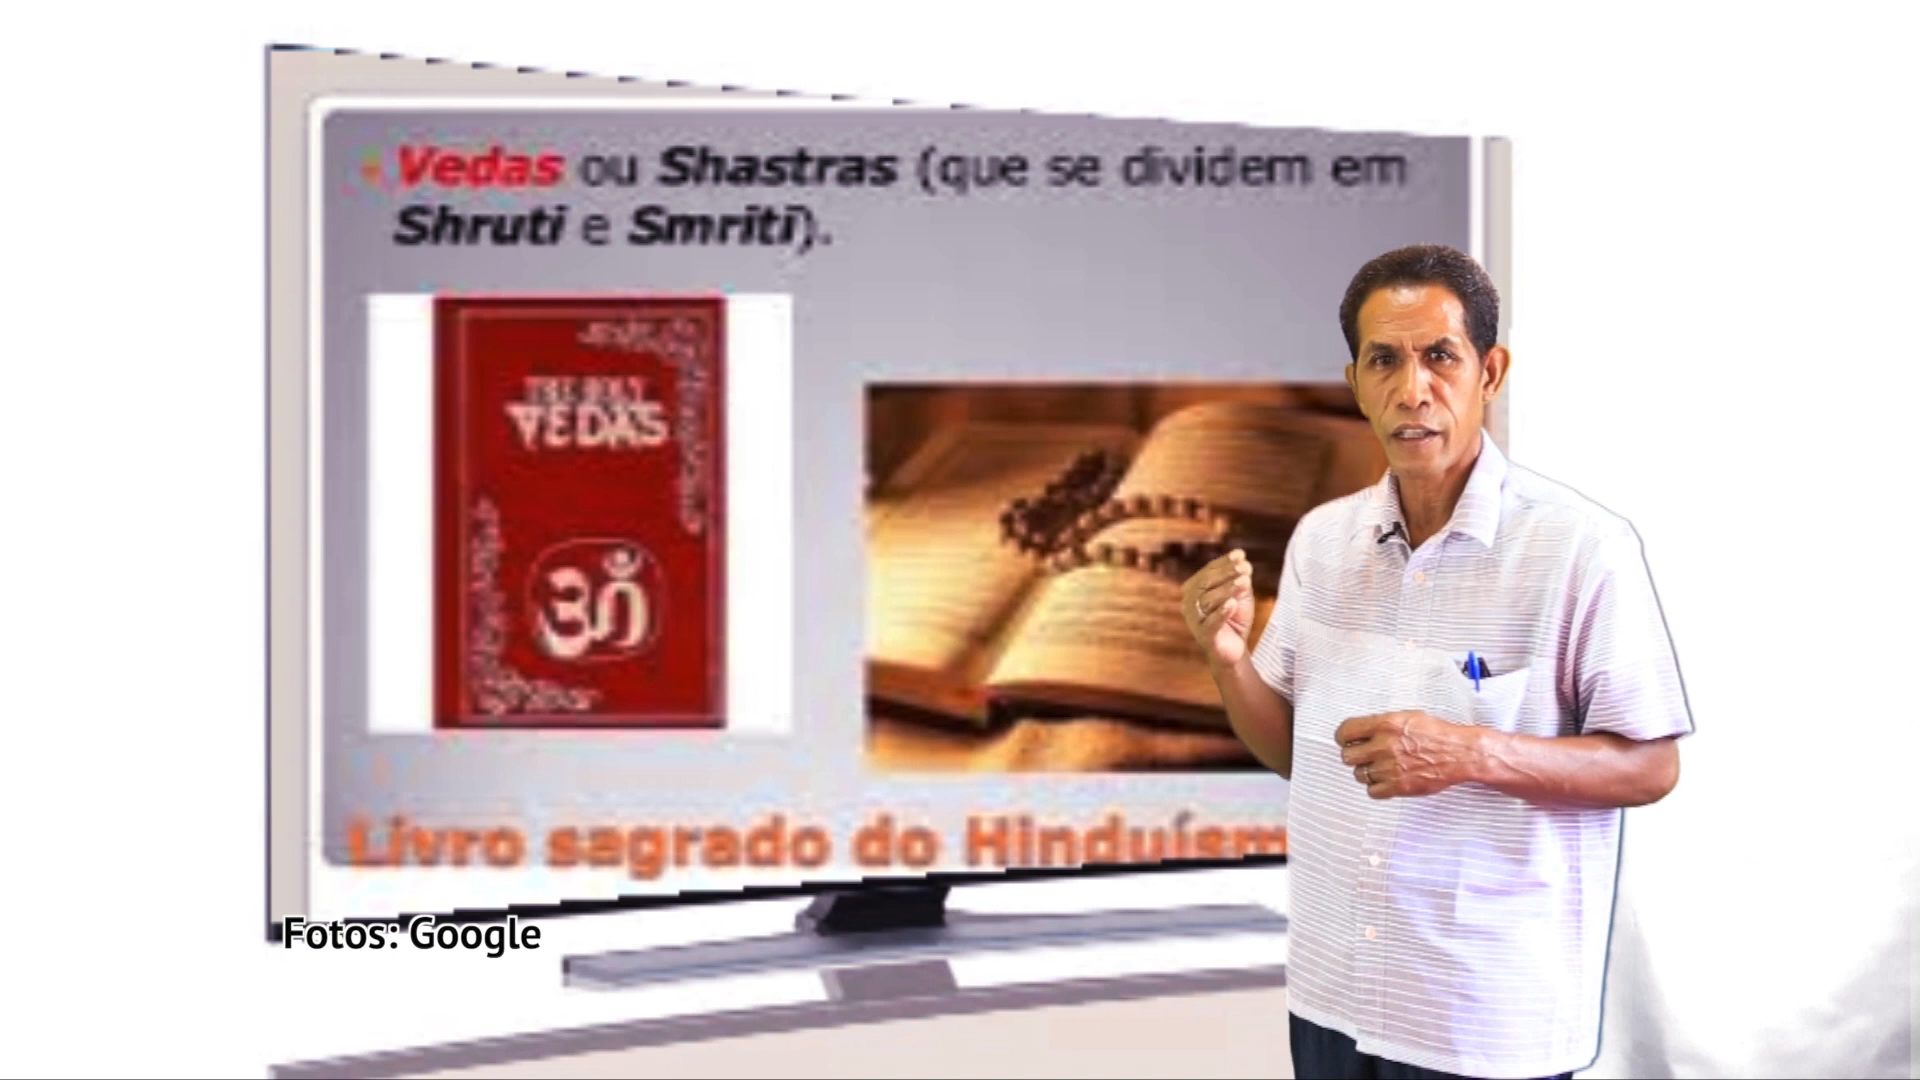 Vedas ou Shastras (que se dividem em
Shruti e Smriti).
THE HOLY
VEDAS
ॐ
Livro sagrado do Hinduísm
Fotos: Google